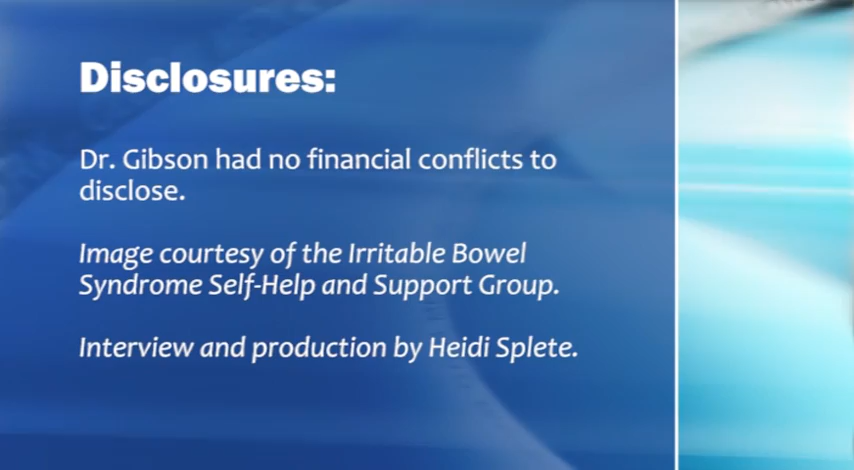 Disclosures:
Dr. Gibson had no financial conflicts to
disclose.
Image courtesy of the Irritable Bowel
Syndrome Self-Help and Support Group.
Interview and production by Heidi Splete.